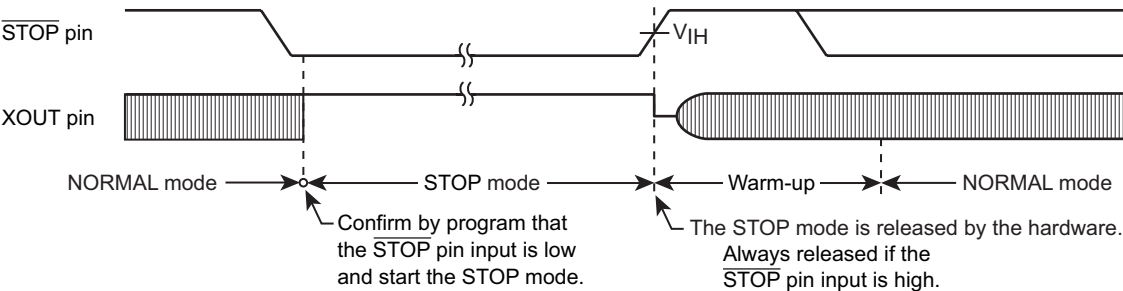 STOP pin
VIH
XOUT pin
NORMAL mode
STOP mode
Warm-up
NORMAL mode
Confirm by program that
the STOP pin input is low
and start the STOP mode.
The STOP mode is released by the hardware.
Always released if the
STOP pin input is high.